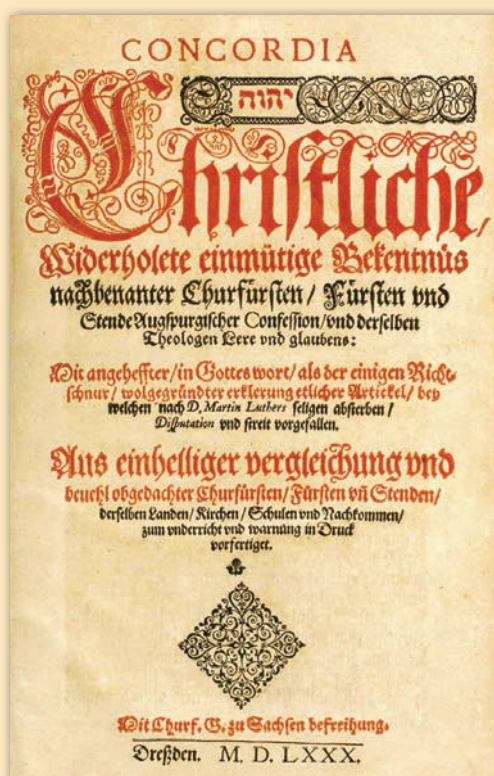 CONCORDIA
יהוה
Chriſtliche,
Widerholete einmütige Bekentnüs
nachbenanter Churfürſten/ Fürſten vnd
Stende Augſpurgiſcher Confeſſion/vnd derſelben
Theologen Lere vnd glaubens:
Mit angeheffter/in Gottes wort/ als der einigen Richt-
ſchnur/ wolgegründter erklerung etlicher Artickel/ bey
welchen nach D. Martin Luthers ſeligen abſterben/
Diſputation vnd ſtreit vorgefallen.
Aus einhelliger vergleichung vnd
beuehl obgedachter Churfürſten/ Fürſten vñ Stenden/
derſelben Landen/ Kirchen/ Schulen vnd Nachkommen/
zum vnderricht vnd warnung in Druck
vorfertiget.
Mit Churf. G. zu Sachſen befreihung.
Dreßden. M. D. LXXX.